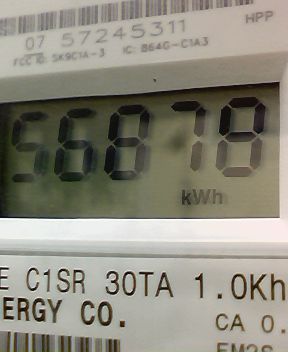 HPP
07 57245311
FCC ID: SK9C1A-3 IC: 864G-C1A3
56878
kWh
E C1SR 30TA 1.0Kh
ERGY CO.
CA 0.